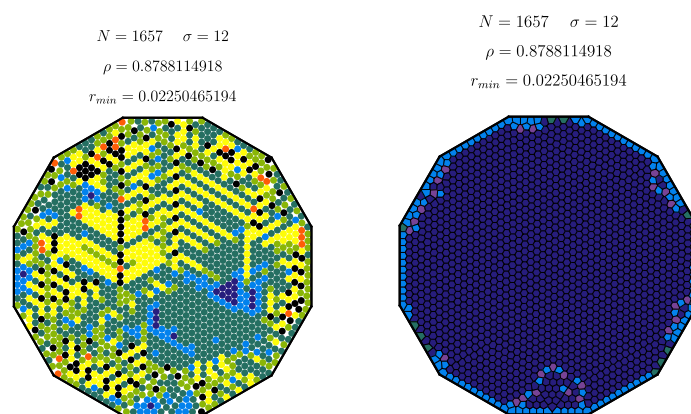 N = 1657 σ = 12
ρ = 0.8788114918
r_min = 0.02250465194
N = 1657 σ = 12
ρ = 0.8788114918
r_min = 0.02250465194